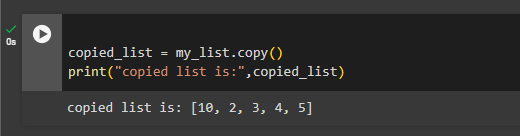 0s
copied_list = my_list.copy()
print("copied list is:",copied_list)
copied list is: [10, 2, 3, 4, 5]